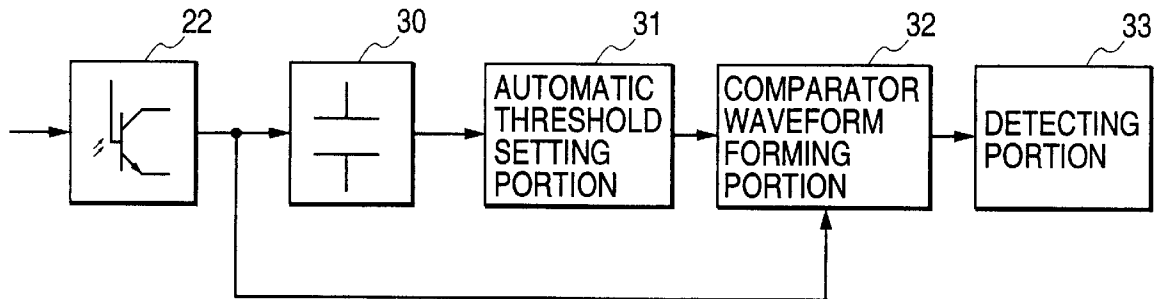 22
30
31
32
33
AUTOMATIC
THRESHOLD
SETTING
PORTION
COMPARATOR
WAVEFORM
FORMING
PORTION
DETECTING
PORTION